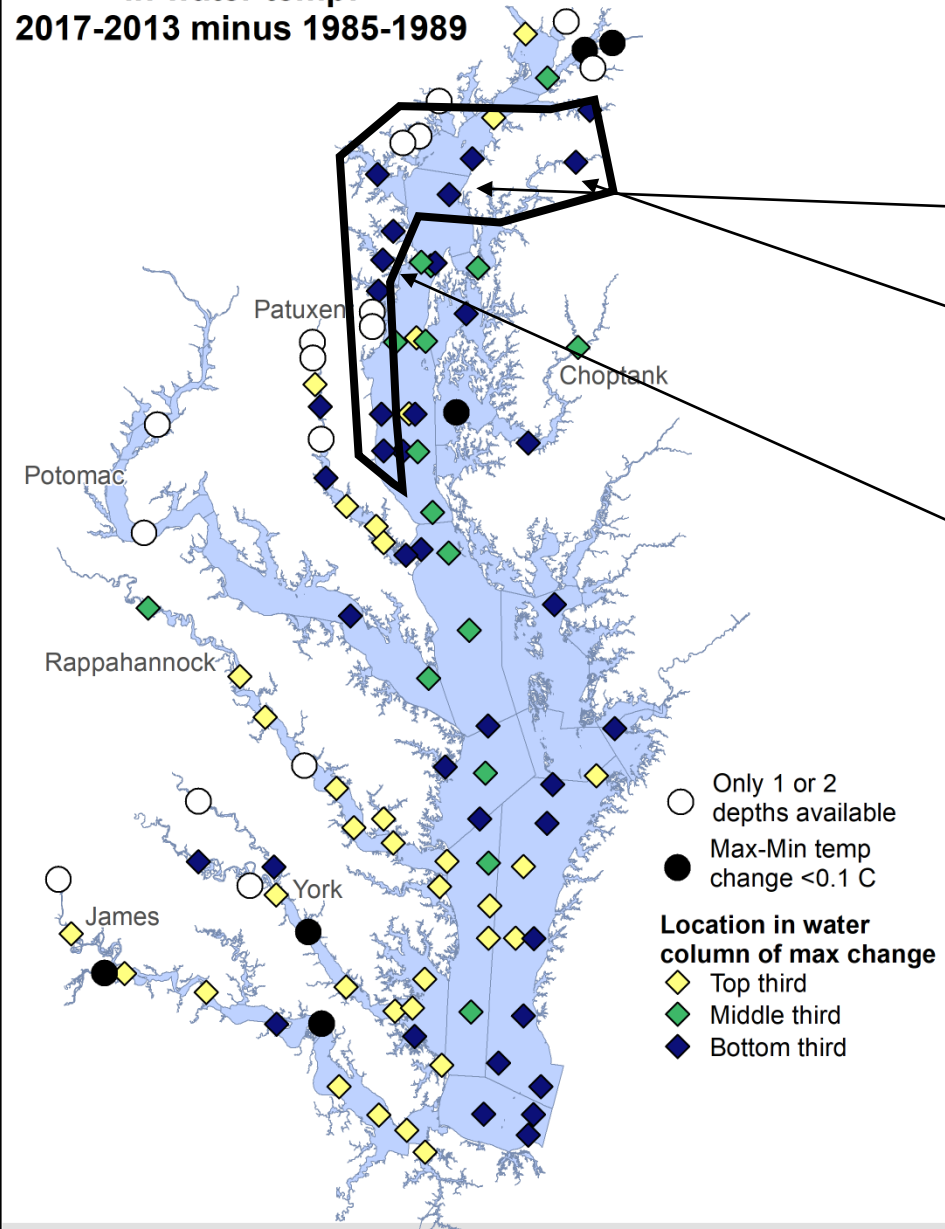 2017-2013 minus 1985-1989
Patuxen
Choptank
Potomac
Rappahannock
York
James
Only 1 or 2
depths available
Max-Min temp
change <0.1 C
Location in water
column of max change
Top third
Middle third
Bottom third